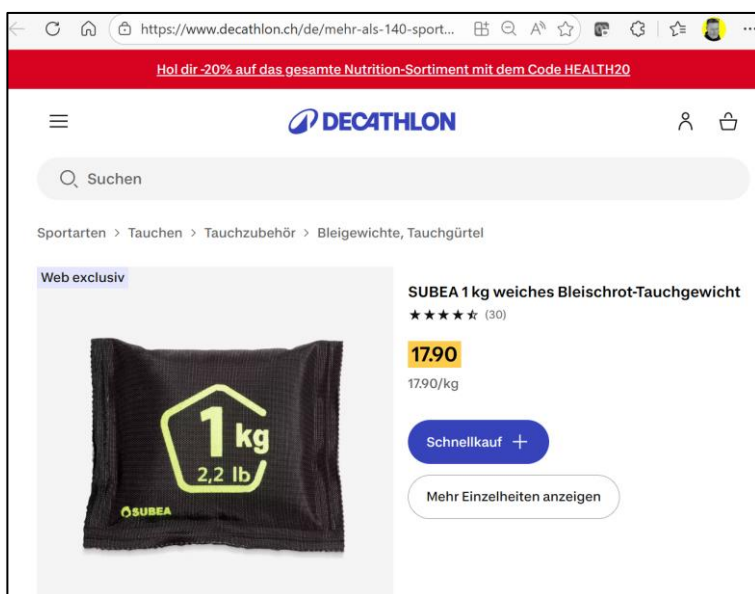 https://www.decathlon.ch/de/mehr-als-140-sport...
Hol dir -20% auf das gesamte Nutrition-Sortiment mit dem Code HEALTH20
DECATHLON
Suchen
Sportarten > Tauchen > Tauchzubehör > Bleigewichte, Tauchgürtel
Web exclusiv
1 kg
2,2 lb
SUBEA
SUBEA 1 kg weiches Bleischrot-Tauchgewicht
(30)
17.90
17.90/kg
Schnellkauf +
Mehr Einzelheiten anzeigen